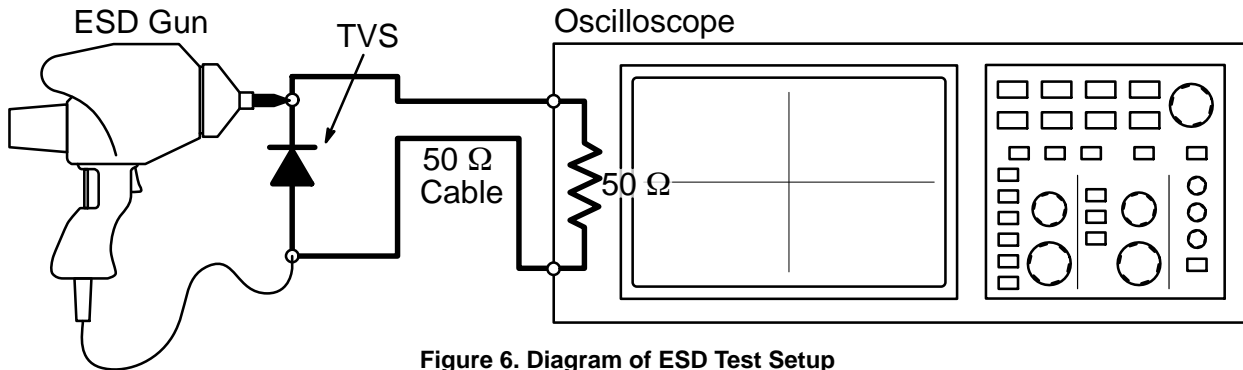 ESD Gun
TVS
Oscilloscope
50 Ω
Cable
50 Ω
Figure 6. Diagram of ESD Test Setup